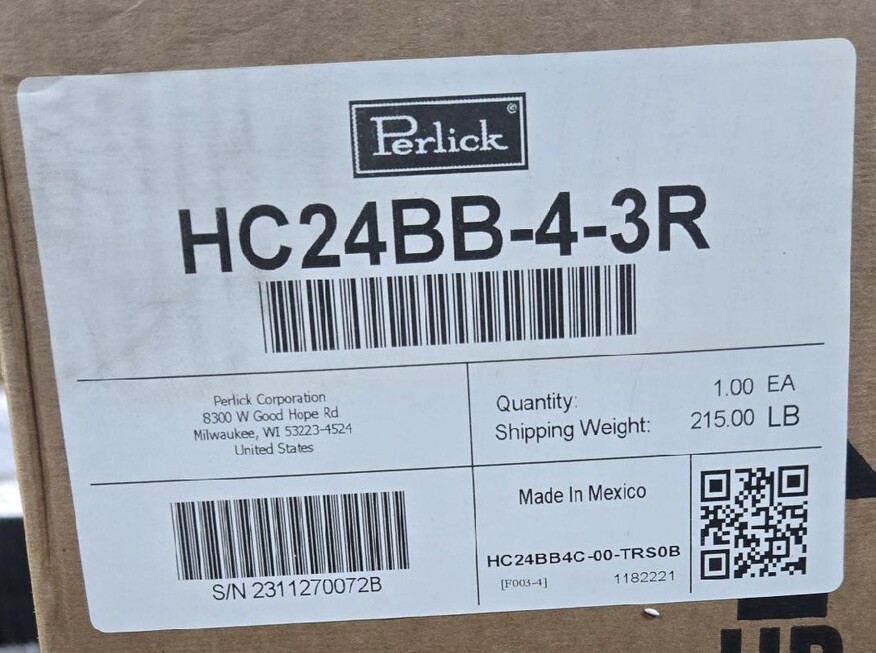 Perlick®
HC24BB-4-3R
Perlick Corporation
8300 W Good Hope Rd
Milwaukee, WI 53223-4524
United States
Quantity: 1.00 EA
Shipping Weight: 215.00 LB
S/N 2311270072B
Made In Mexico
HC24BB4C-00-TRS0B
[F003-4] 1182221
UP